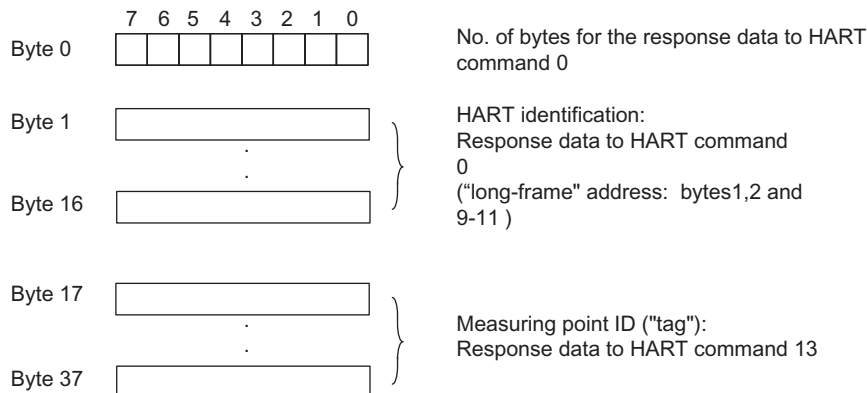 7 6 5 4 3 2 1 0
Byte 0
No. of bytes for the response data to HART
command 0
Byte 1
HART identification:
Response data to HART command
0
(“long-frame" address: bytes1,2 and
9-11 )
Byte 16
Byte 17
Measuring point ID ("tag"):
Response data to HART command 13
Byte 37